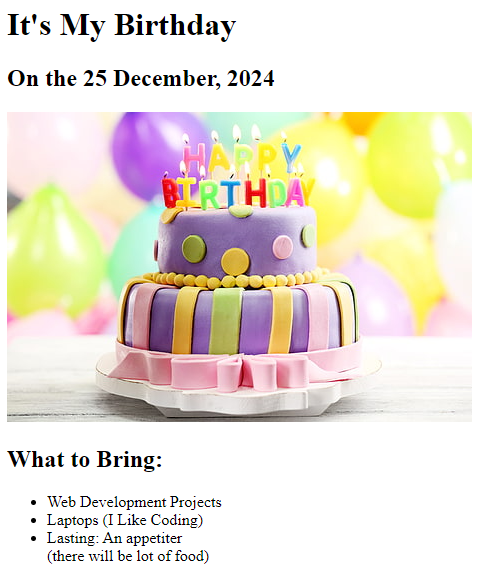 It's My Birthday
On the 25 December, 2024
HAPPY
BIRTHDAY
What to Bring:
Web Development Projects
Laptops (I Like Coding)
Lasting: An appetiter
(there will be lot of food)